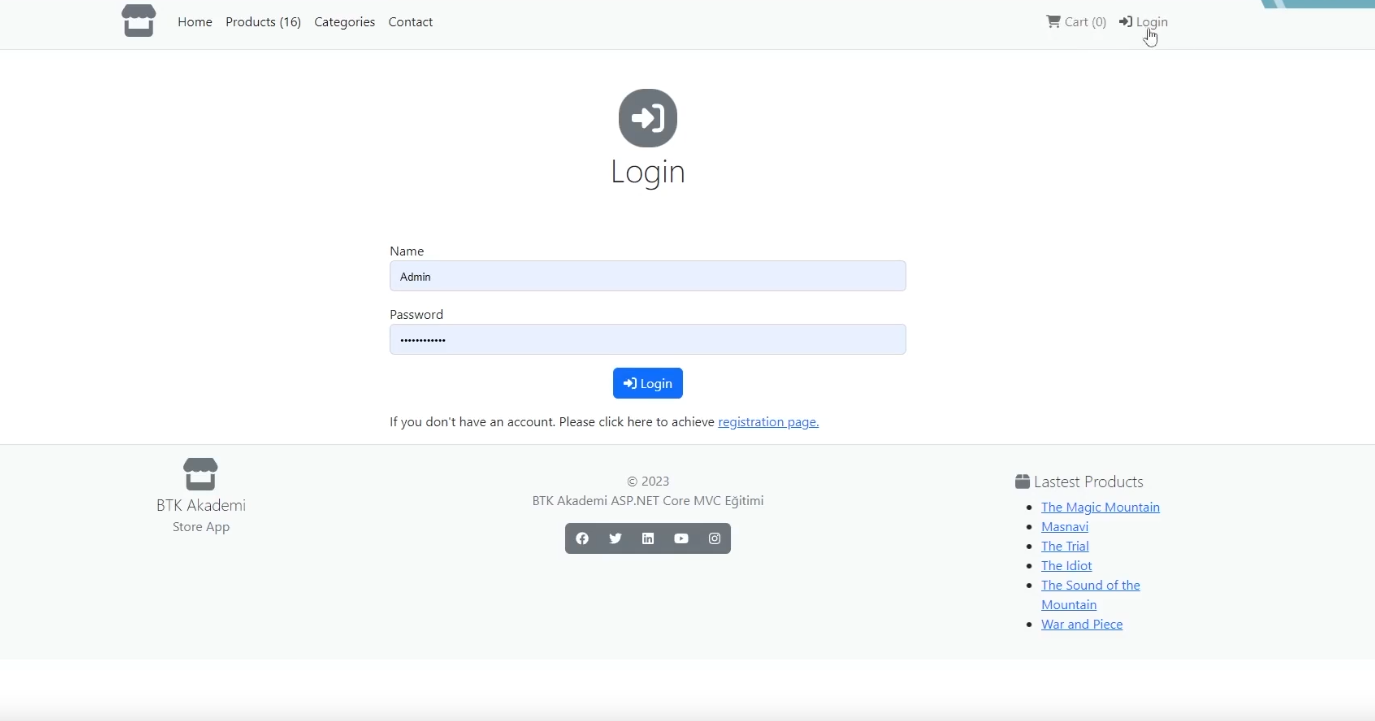 Home Products (16) Categories Contact Cart (0) Login
Login
Name
Admin
Password
••••••••••••
Login
If you don't have an account. Please click here to achieve registration page.
BTK Akademi
Store App
© 2023
BTK Akademi ASP.NET Core MVC Eğitimi
Lastest Products
The Magic Mountain
Masnavi
The Trial
The Idiot
The Sound of the
Mountain
War and Piece